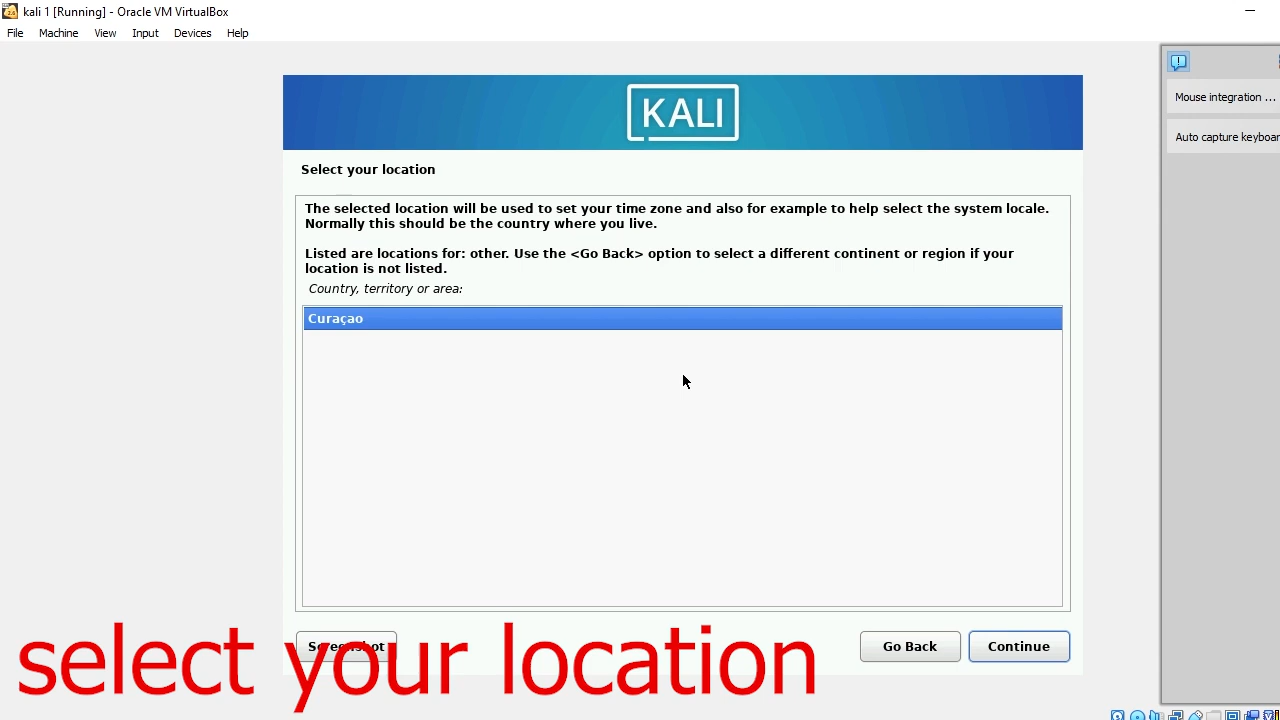 kali 1 [Running] - Oracle VM VirtualBox
File Machine View Input Devices Help
KALI
Mouse integration ...
Auto capture keyboar
Select your location
The selected location will be used to set your time zone and also for example to help select the system locale.
Normally this should be the country where you live.
Listed are locations for: other. Use the <Go Back> option to select a different continent or region if your
location is not listed.
Country, territory or area:
Curaçao
Screenshot Go Back Continue
select your location